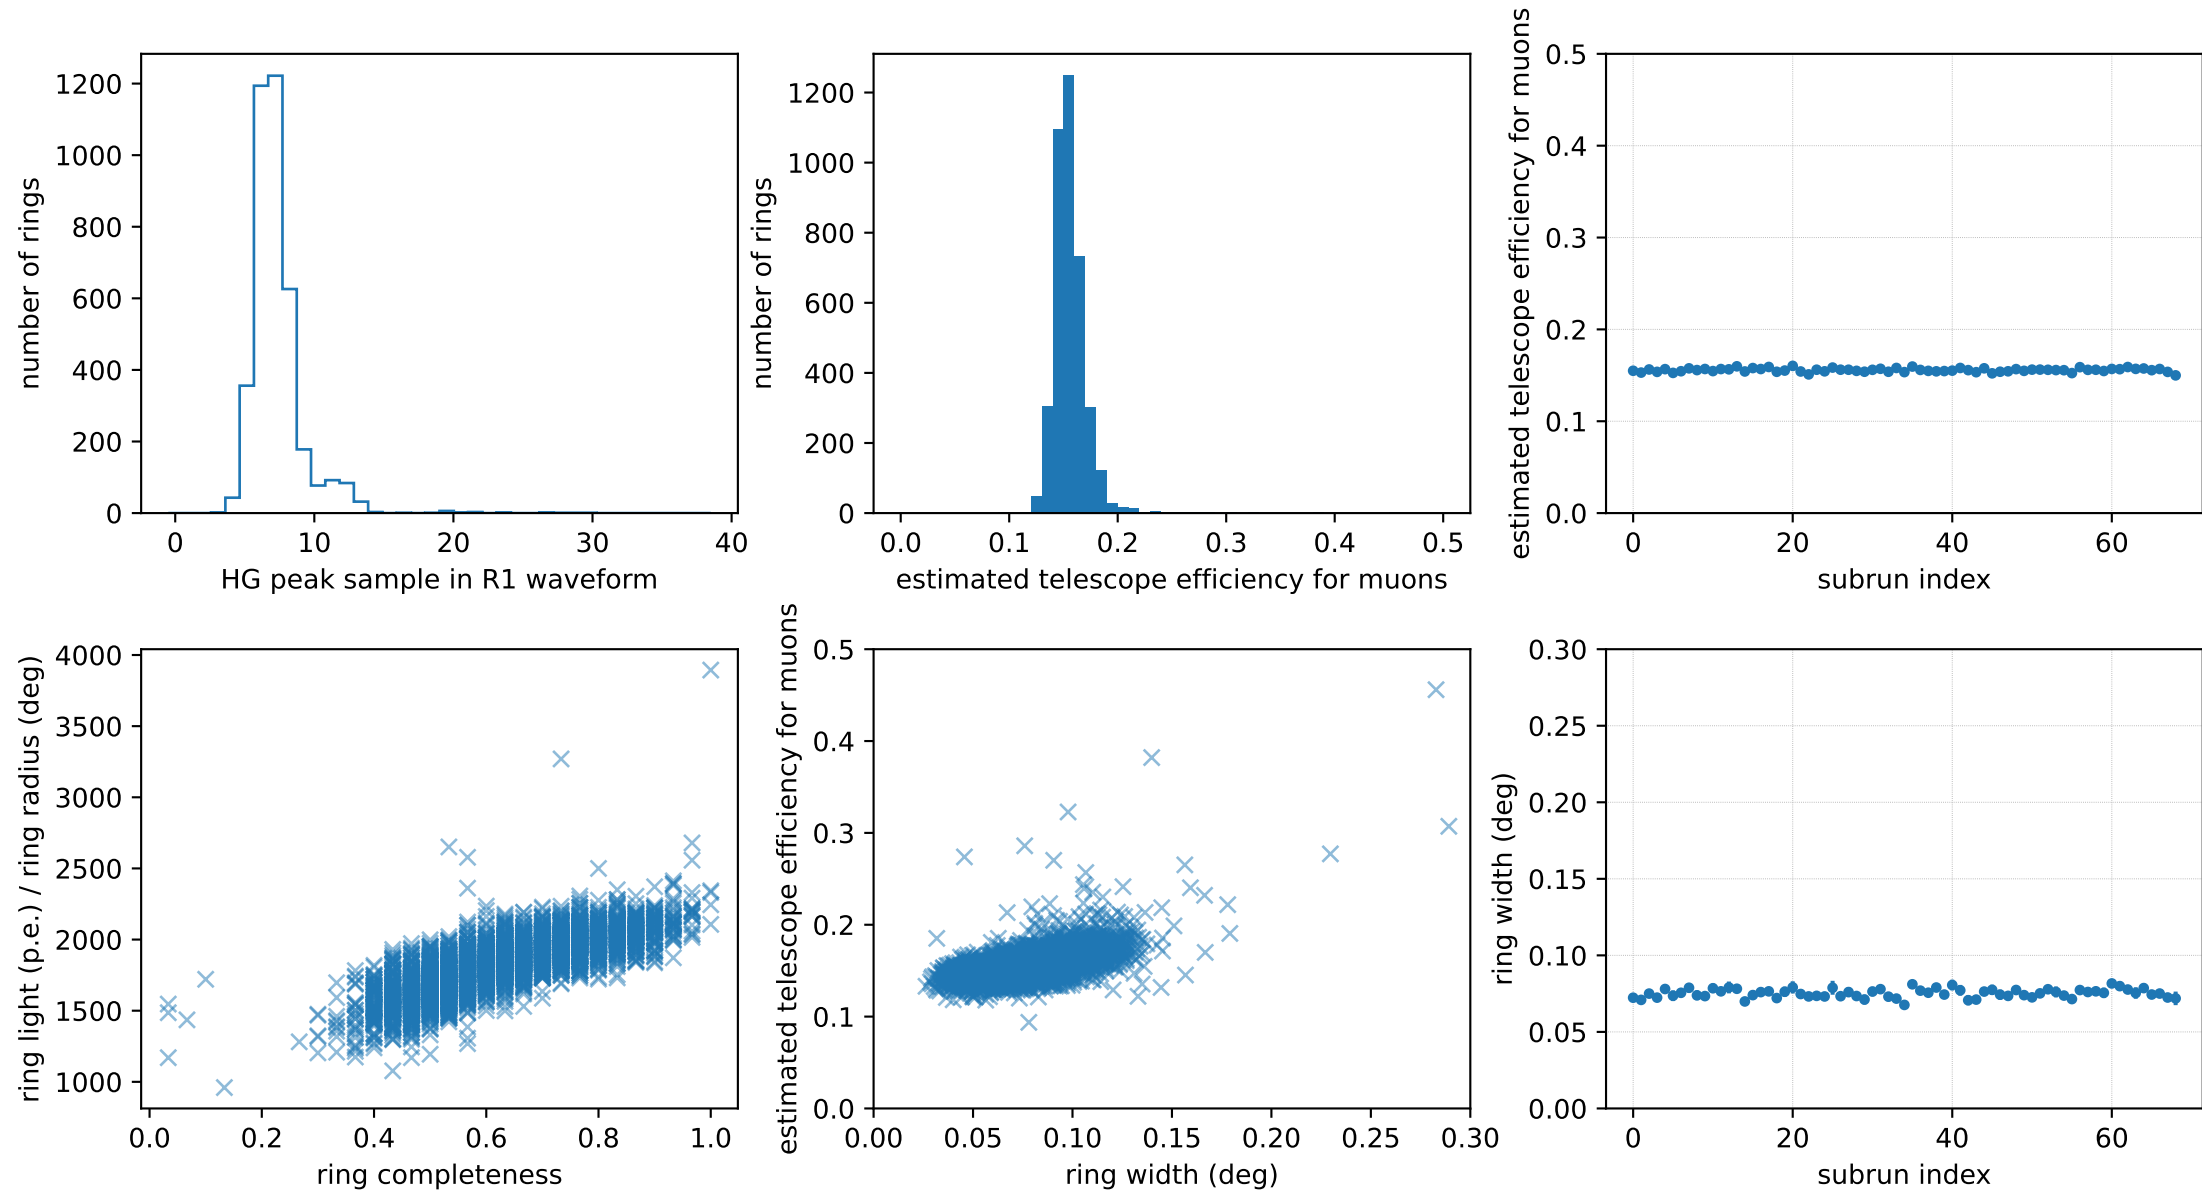 number of rings
1200
1000
800
600
400
200
0
0 10 20 30 40
HG peak sample in R1 waveform
number of rings
1200
1000
800
600
400
200
0
0.0 0.1 0.2 0.3 0.4 0.5
estimated telescope efficiency for muons
estimated telescope efficiency for muons
0.5
0.4
0.3
0.2
0.1
0.0
0 20 40 60
subrun index
ring light (p.e.) / ring radius (deg)
4000
3500
3000
2500
2000
1500
1000
0.0 0.2 0.4 0.6 0.8 1.0
ring completeness
estimated telescope efficiency for muons
0.5
0.4
0.3
0.2
0.1
0.0
0.00 0.05 0.10 0.15 0.20 0.25 0.30
ring width (deg)
ring width (deg)
0.30
0.25
0.20
0.15
0.10
0.05
0.00
0 20 40 60
subrun index